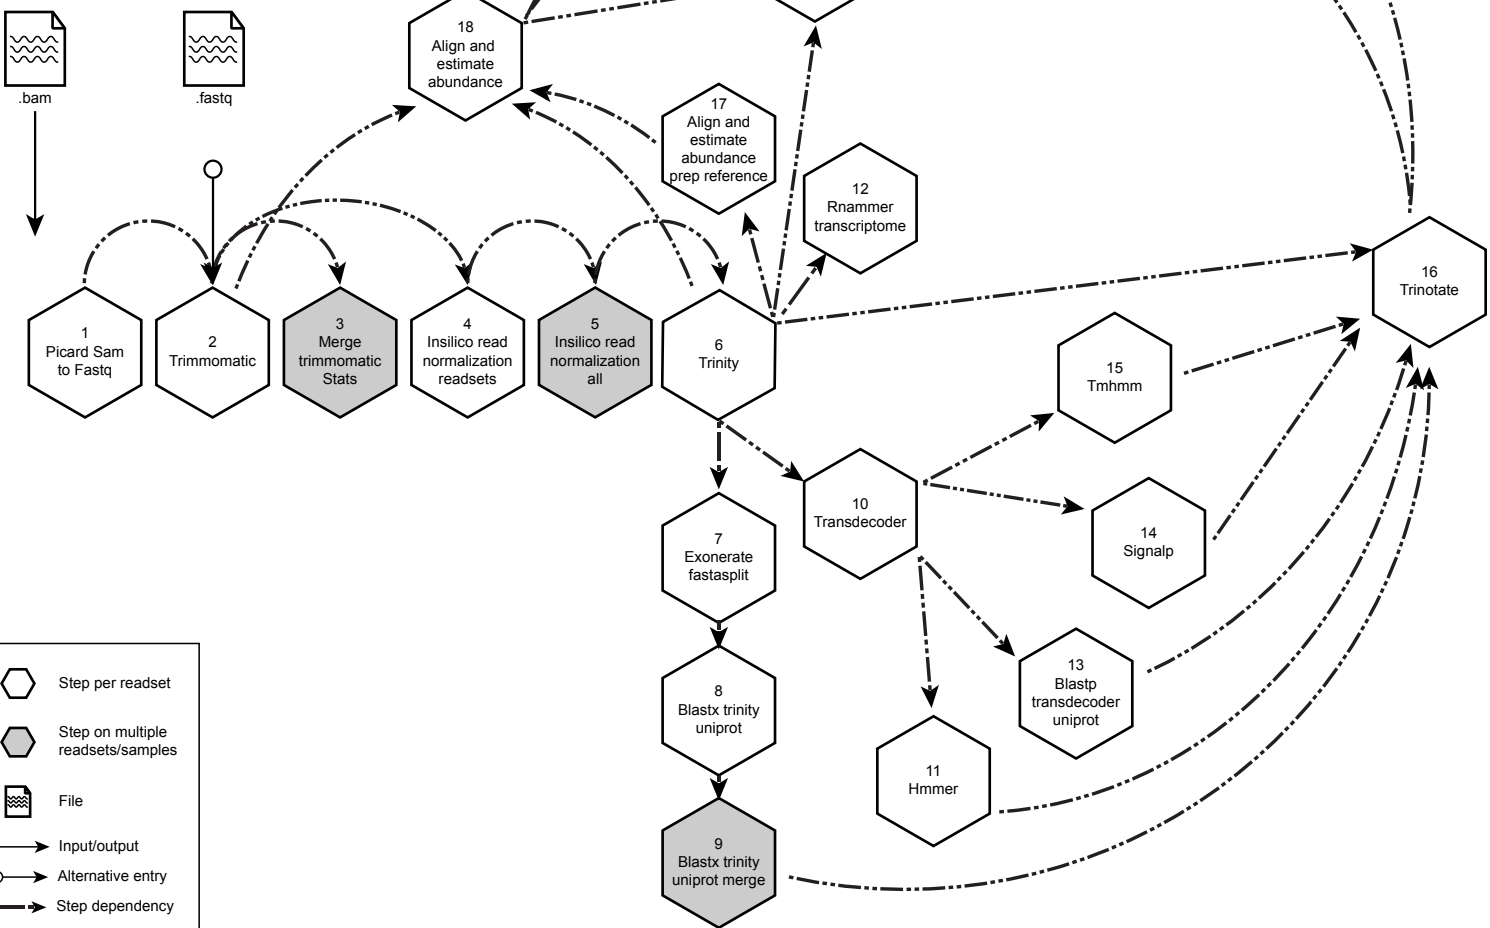 .bam
.fastq
18
Align and
estimate
abundance
17
Align and
estimate
abundance
prep reference
12
Rnammer
transcriptome
16
Trinotate
1
Picard Sam
to Fastq
2
Trimmomatic
3
Merge
trimmomatic
Stats
4
Insilico read
normalization
readsets
5
Insilico read
normalization
all
6
Trinity
15
Tmhmm
10
Transdecoder
14
Signalp
7
Exonerate
fastasplit
13
Blastp
transdecoder
uniprot
8
Blastx trinity
uniprot
11
Hmmer
9
Blastx trinity
uniprot merge
Step per readset
Step on multiple
readsets/samples
File
Input/output
Alternative entry
Step dependency